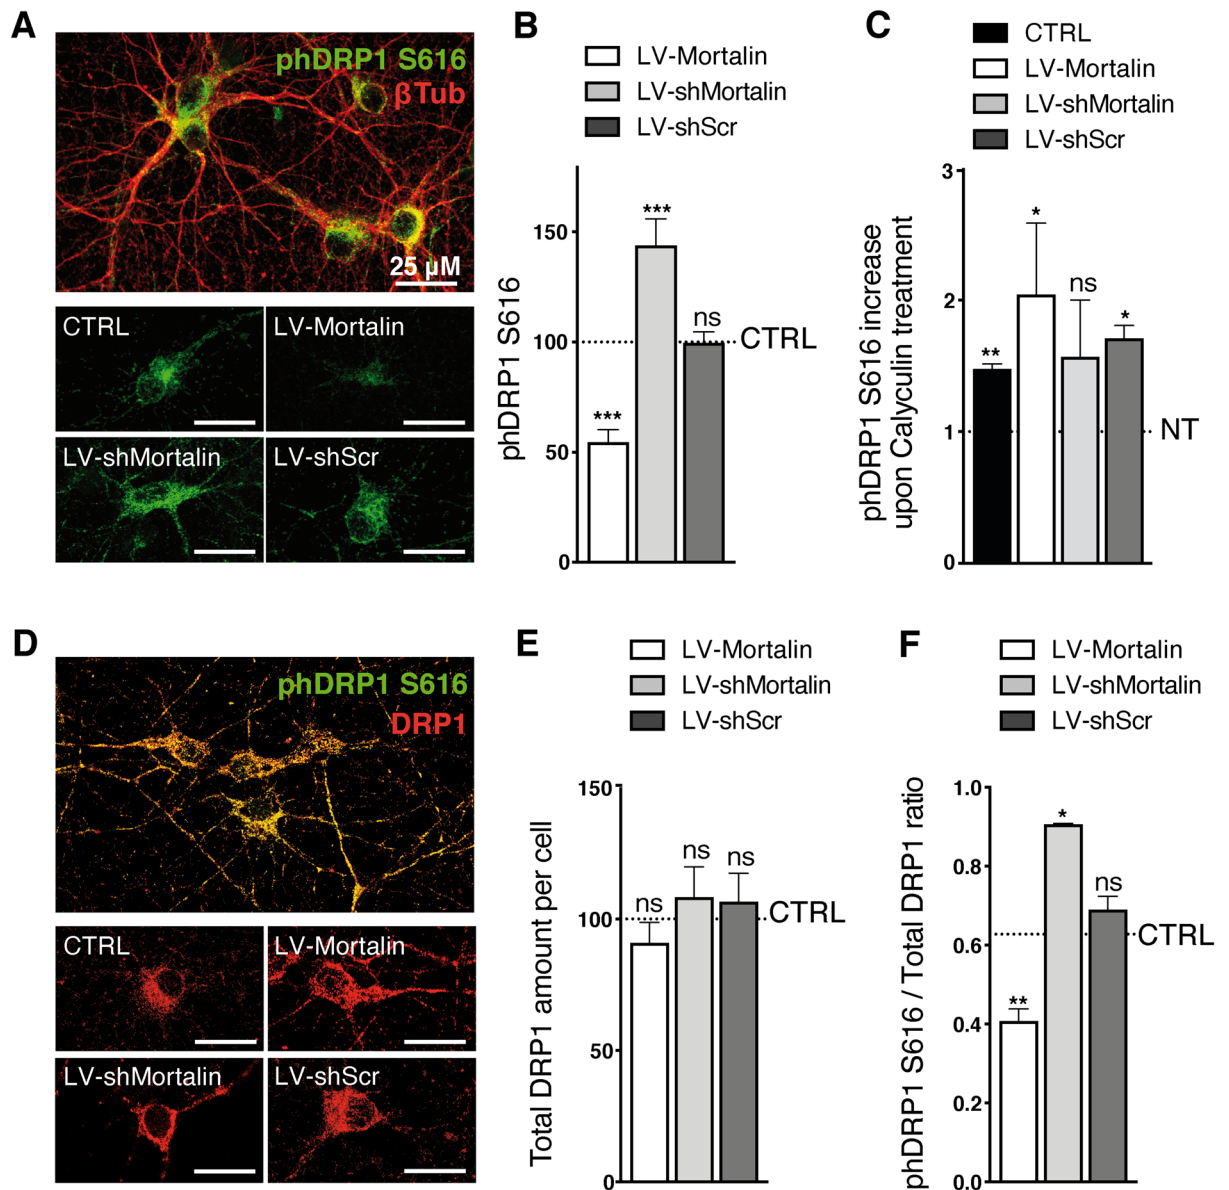 A
phDRP1 S616
βTub
25 µM
CTRL
LV-Mortalin
LV-shMortalin
LV-shScr
B
LV-Mortalin
LV-shMortalin
LV-shScr
phDRP1 S616
150
100
50
0
***
***
ns
CTRL
C
CTRL
LV-Mortalin
LV-shMortalin
LV-shScr
phDRP1 S616 increase
upon Calyculin treatment
3
2
1
0
**
*
ns
*
NT
D
phDRP1 S616
DRP1
CTRL
LV-Mortalin
LV-shMortalin
LV-shScr
E
LV-Mortalin
LV-shMortalin
LV-shScr
Total DRP1 amount per cell
150
100
50
0
ns
ns
ns
CTRL
F
LV-Mortalin
LV-shMortalin
LV-shScr
phDRP1 S616 / Total DRP1 ratio
1.0
0.8
0.6
0.4
0.2
0.0
**
*
ns
CTRL